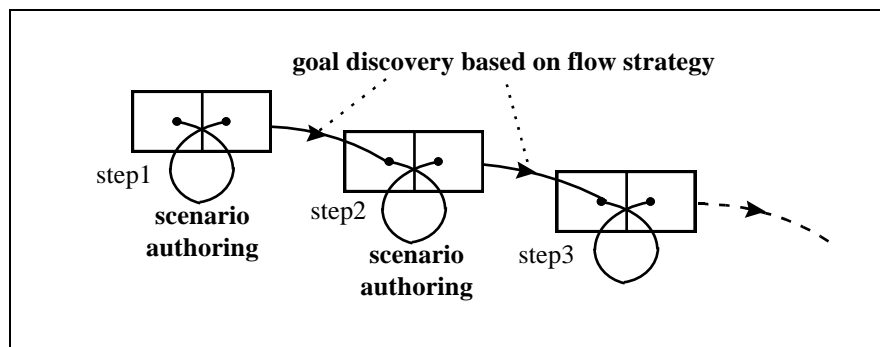 goal discovery based on flow strategy
step1
scenario
authoring
step2
scenario
authoring
step3